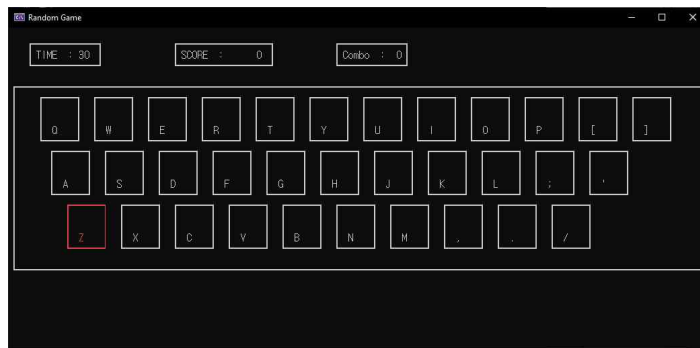 Random Game
TIME : 30 SCORE : 0 Combo : 0
Q W E R T Y U I O P [ ]
A S D F G H J K L ; '
Z X C V B N M , . /